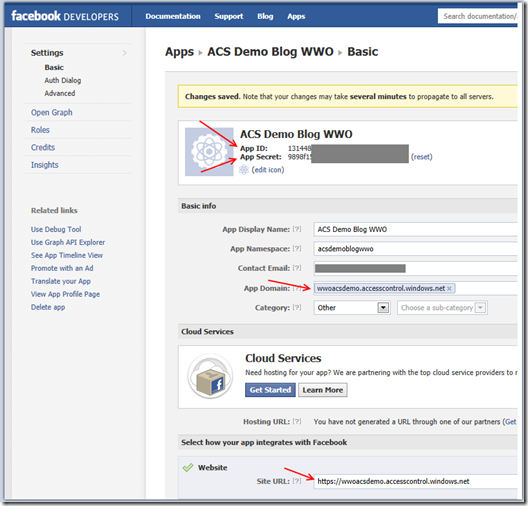 facebook DEVELOPERS Documentation Support Blog Apps Search documentation/
Settings
Basic
Auth Dialog
Advanced
Open Graph
Roles
Credits
Insights
Related links
Use Debug Tool
Use Graph API Explorer
See App Timeline View
Promote with an Ad
Translate your App
View App Profile Page
Delete app
Apps ▸ ACS Demo Blog WWO ▸ Basic
Changes saved. Note that your changes may take several minutes to propagate to all servers.
ACS Demo Blog WWO
App ID: 131448
App Secret: 9898f15 (reset)
(edit icon)
Basic info
App Display Name: [?] ACS Demo Blog WWO
App Namespace: [?] acsdemoblogwwo
Contact Email: [?]
App Domain: [?] wwoacsdemo.accesscontrol.windows.net ×
Category: [?] Other Choose a sub-category
Cloud Services
Cloud Services
Need hosting for your app? We are partnering with the top cloud service providers to
Get Started Learn More
Hosting URL: [?] You have not generated a URL through one of our partners (Get
Select how your app integrates with Facebook
Website
Site URL: [?] https://wwoacsdemo.accesscontrol.windows.net